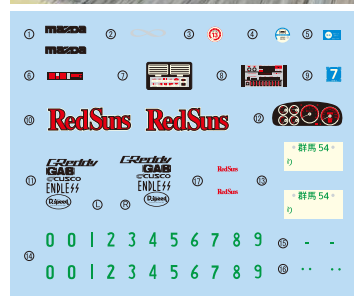 ① mazda ② ③ 13 ④ ⑤
mazda
⑥ ⑦ ⑧ ⑨ 7
⑩ RedSuns RedSuns ⑫
群馬 54
り
⑪ GReddy GReddy
GAB GAB
CUSCO CUSCO
ENDLESS ENDLESS
D.speed Ⓛ Ⓡ D.speed
⑰ RedSuns ⑬
RedSuns
群馬 54
り
⑭ 0 0 1 2 3 4 5 6 7 8 9 ⑮ - -
0 0 1 2 3 4 5 6 7 8 9 ⑯ ·· ··